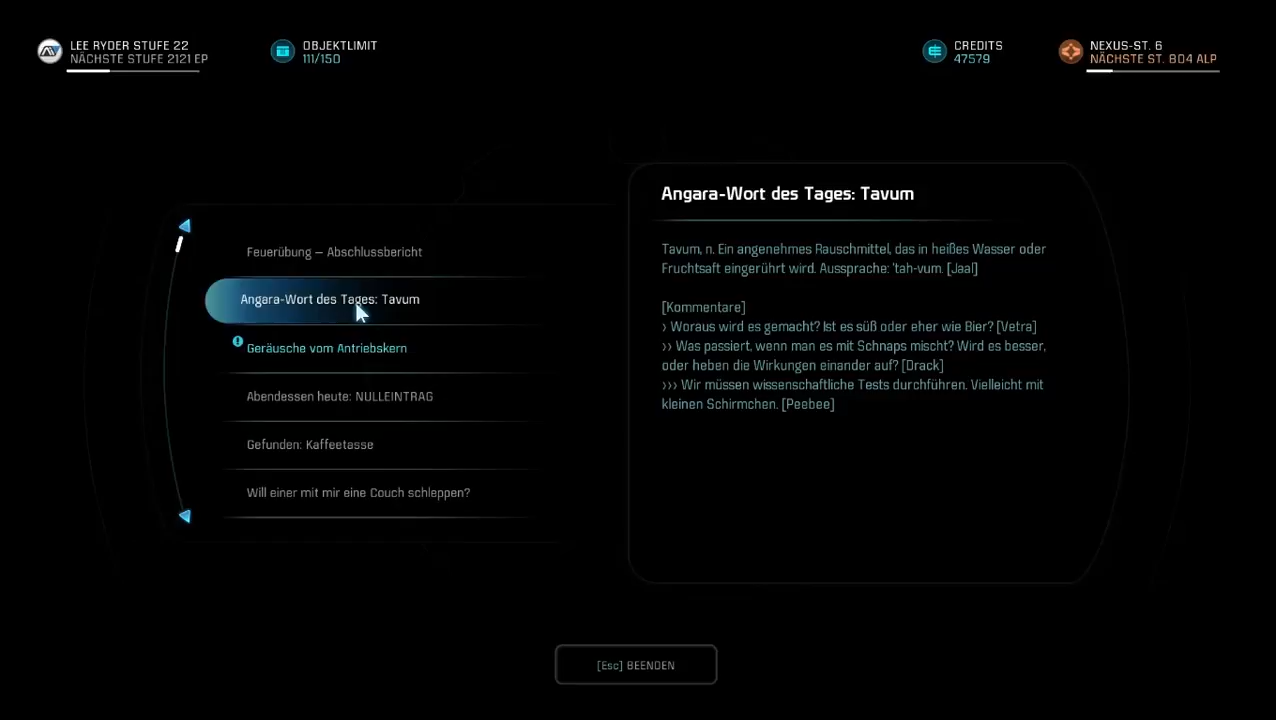 LEE RYDER STUFE 22
NÄCHSTE STUFE 2121 EP
OBJEKTLIMIT
111/150
CREDITS
47579
NEXUS-ST. 6
NÄCHSTE ST. 804 ALP
Feuerübung – Abschlussbericht
Angara-Wort des Tages: Tavum
Geräusche vom Antriebskern
Abendessen heute: NULLEINTRAG
Gefunden: Kaffeetasse
Will einer mit mir eine Couch schleppen?
Angara-Wort des Tages: Tavum
Tavum, n. Ein angenehmes Rauschmittel, das in heißes Wasser oder
Fruchtsaft eingerührt wird. Aussprache: 'tah-vum. [Jaal]
[Kommentare]
› Woraus wird es gemacht? Ist es süß oder eher wie Bier? [Vetra]
›› Was passiert, wenn man es mit Schnaps mischt? Wird es besser,
oder heben die Wirkungen einander auf? [Drack]
››› Wir müssen wissenschaftliche Tests durchführen. Vielleicht mit
kleinen Schirmchen. [Peebee]
[Esc] BEENDEN